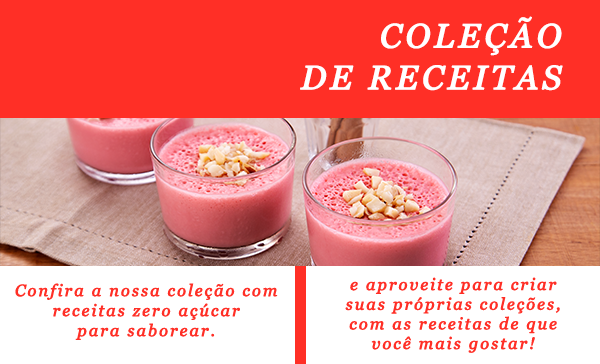 COLEÇÃO
DE RECEITAS
Confira a nossa coleção com
receitas zero açúcar
para saborear.
e aproveite para criar
suas próprias coleções,
com as receitas de que
você mais gostar!